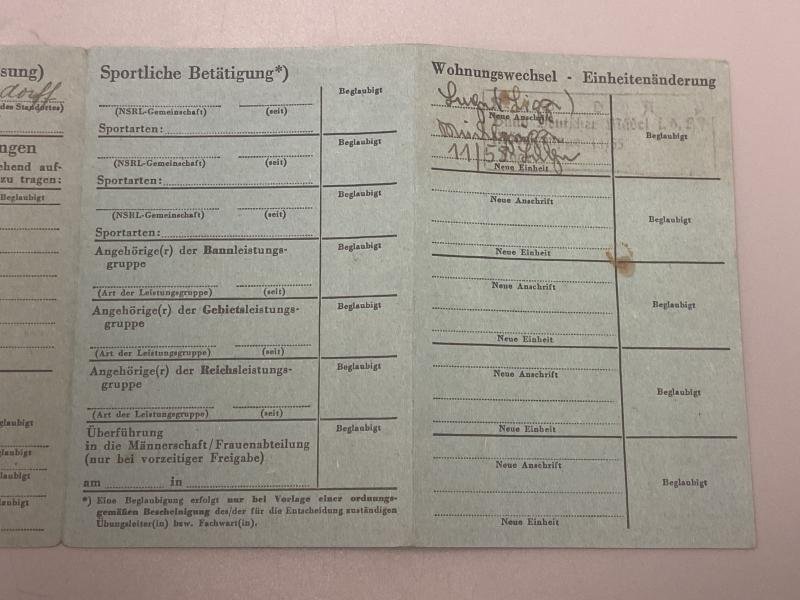 sung)
dorff
des Standortes)
ngen
ehend auf-
zu tragen:
Beglaubigt
glaubigt
glaubigt
laubigt
laubigt
Sportliche Betätigung*)
Beglaubigt
(NSRL-Gemeinschaft) (seit)
Sportarten:
Beglaubigt
(NSRL-Gemeinschaft) (seit)
Sportarten:
Beglaubigt
(NSRL-Gemeinschaft) (seit)
Sportarten:
Angehörige(r) der Bannleistungs-
gruppe
Beglaubigt
(Art der Leistungsgruppe) (seit)
Angehörige(r) der Gebietsleistungs-
gruppe
Beglaubigt
(Art der Leistungsgruppe) (seit)
Angehörige(r) der Reichsleistungs-
gruppe
Beglaubigt
(Art der Leistungsgruppe) (seit)
Überführung
in die Männerschaft/Frauenabteilung
(nur bei vorzeitiger Freigabe)
am in
Beglaubigt
*) Eine Beglaubigung erfolgt nur bei Vorlage einer ordnungs-
gemäßen Bescheinigung des/der für die Entscheidung zuständigen
Übungsleiter(in) bzw. Fachwart(in).
Wohnungswechsel - Einheitenänderung
Neue Anschrift
Beglaubigt
11/55
Neue Einheit
Neue Anschrift
Beglaubigt
Neue Einheit
Neue Anschrift
Beglaubigt
Neue Einheit
Neue Anschrift
Beglaubigt
Neue Einheit
Neue Anschrift
Beglaubigt
Neue Einheit